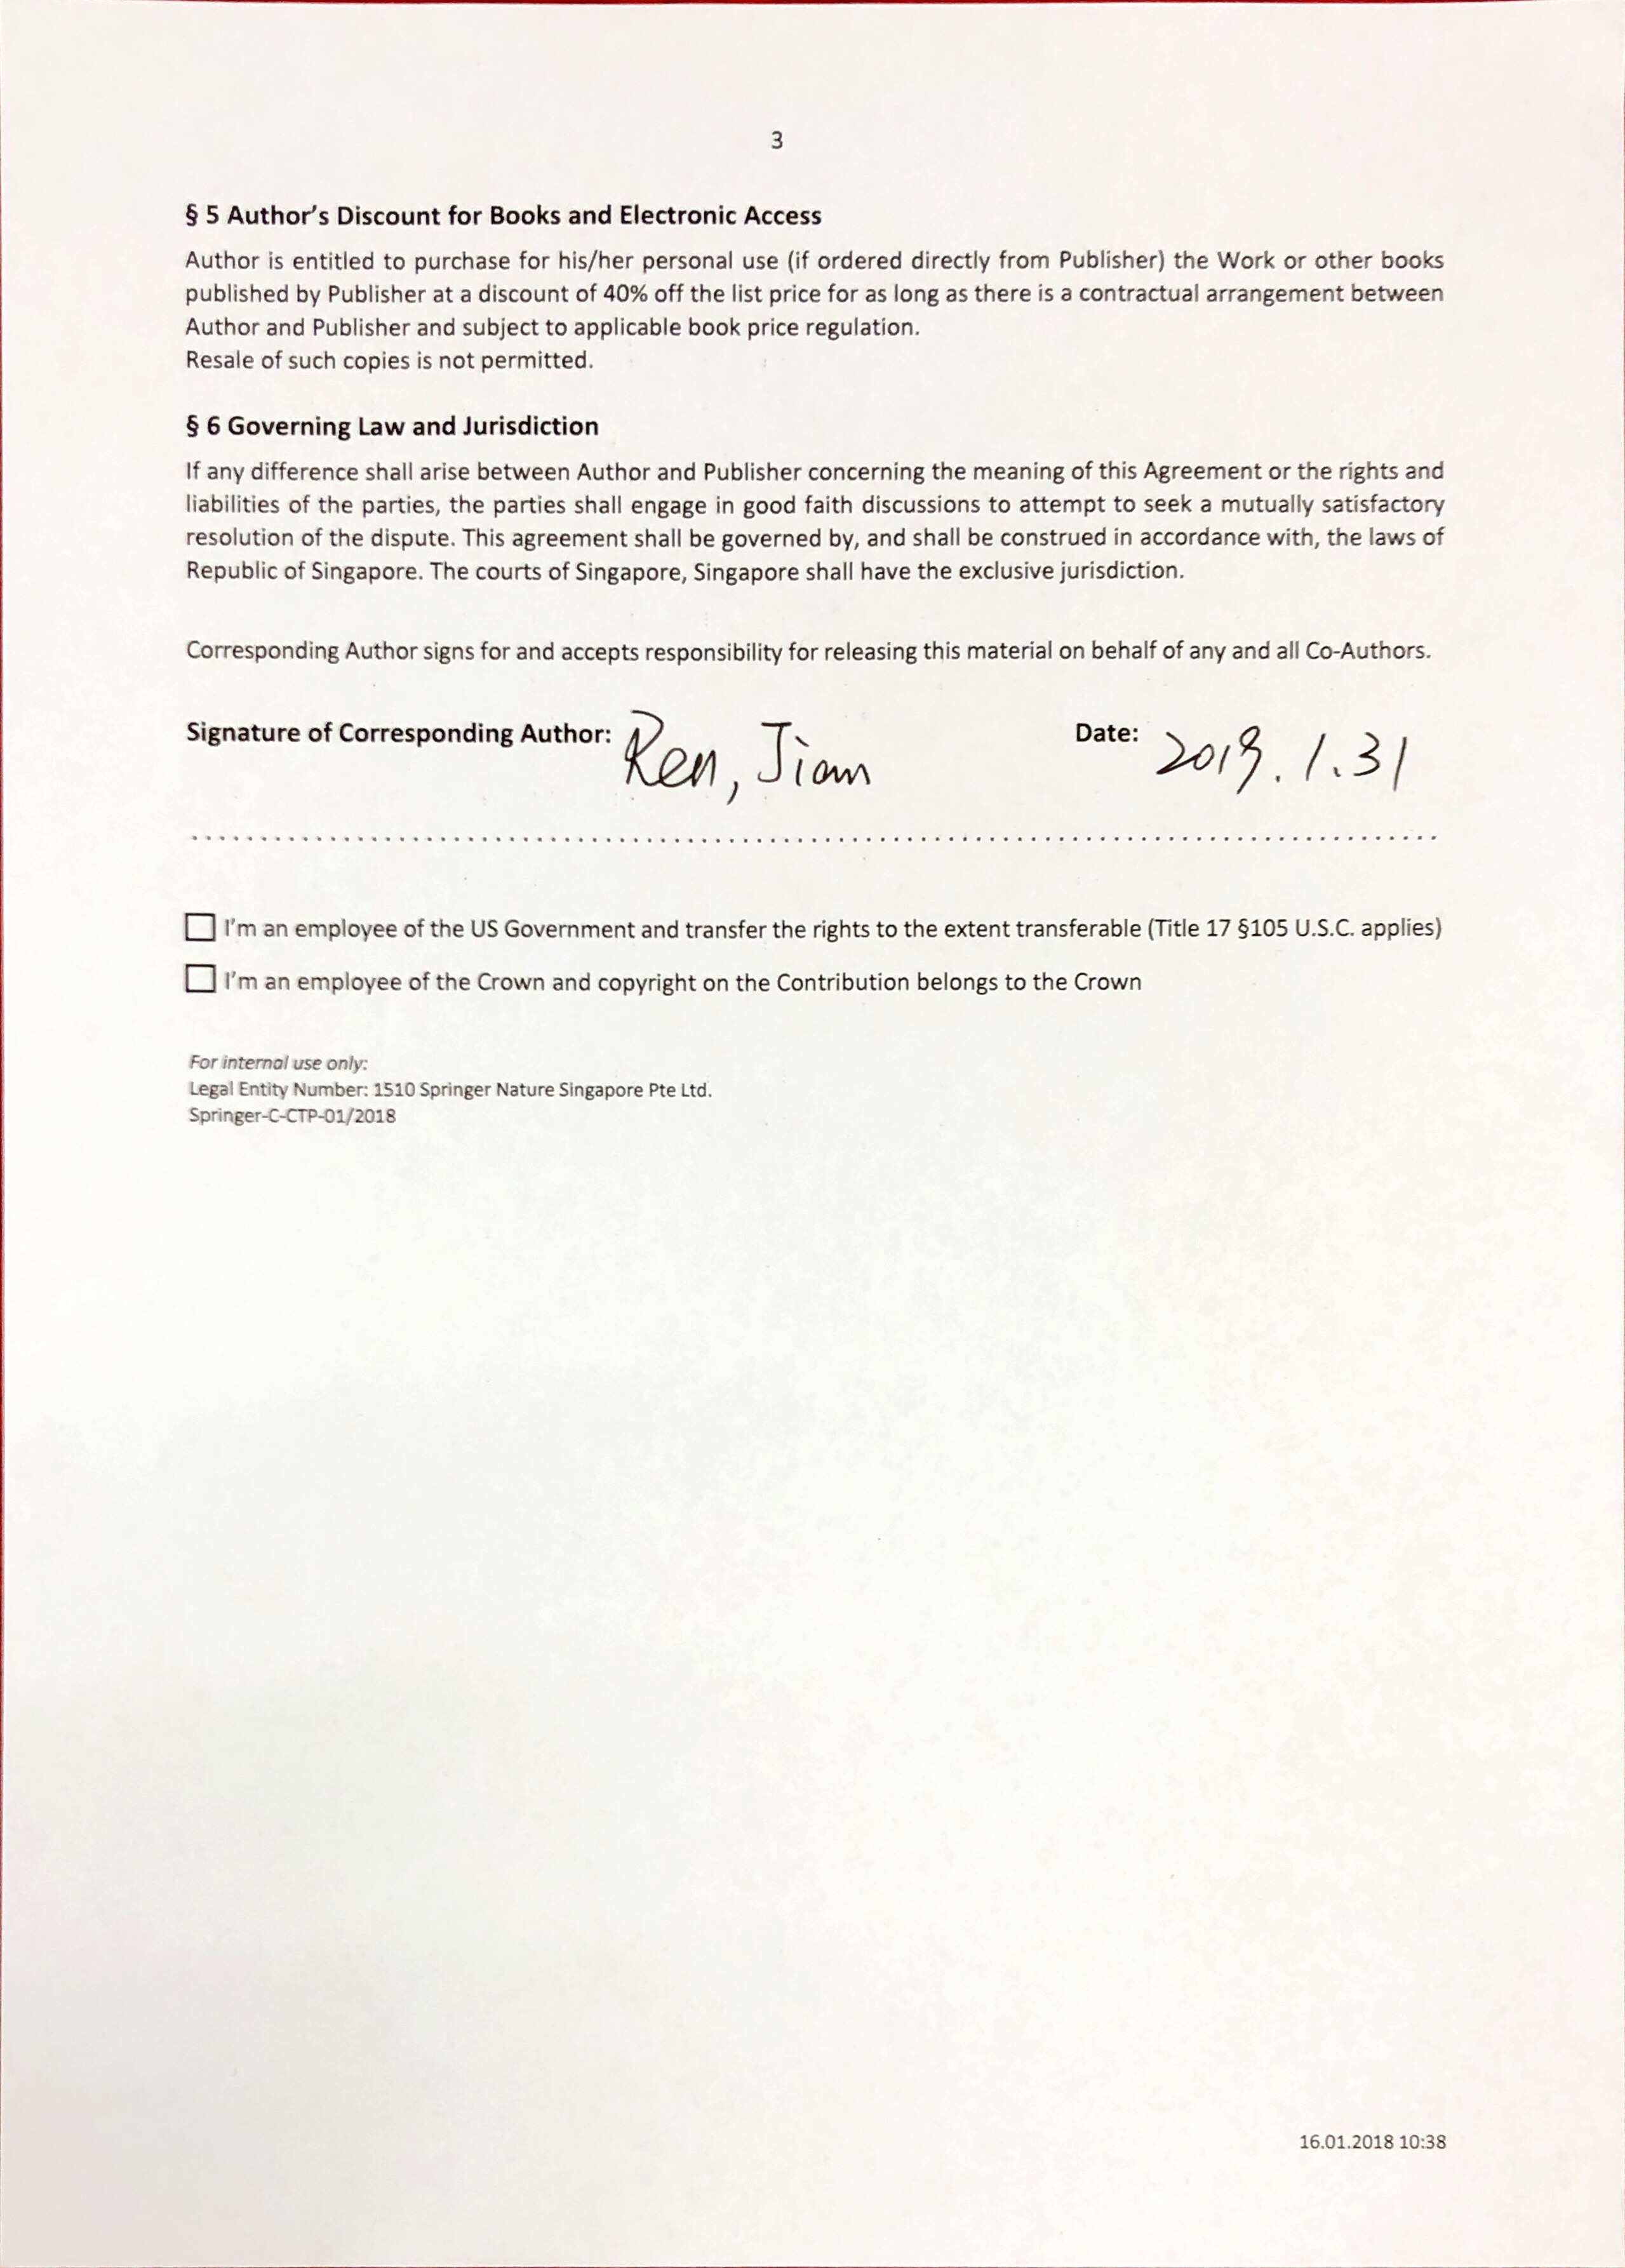 3
§ 5 Author's Discount for Books and Electronic Access
Author is entitled to purchase for his/her personal use (if ordered directly from Publisher) the Work or other books
published by Publisher at a discount of 40% off the list price for as long as there is a contractual arrangement between
Author and Publisher and subject to applicable book price regulation.
Resale of such copies is not permitted.
§ 6 Governing Law and Jurisdiction
If any difference shall arise between Author and Publisher concerning the meaning of this Agreement or the rights and
liabilities of the parties, the parties shall engage in good faith discussions to attempt to seek a mutually satisfactory
resolution of the dispute. This agreement shall be governed by, and shall be construed in accordance with, the laws of
Republic of Singapore. The courts of Singapore, Singapore shall have the exclusive jurisdiction.
Corresponding Author signs for and accepts responsibility for releasing this material on behalf of any and all Co-Authors.
Signature of Corresponding Author: Ren, Jian Date: 2019.1.31
I'm an employee of the US Government and transfer the rights to the extent transferable (Title 17 §105 U.S.C. applies)
I'm an employee of the Crown and copyright on the Contribution belongs to the Crown
For internal use only:
Legal Entity Number: 1510 Springer Nature Singapore Pte Ltd.
Springer-C-CTP-01/2018
16.01.2018 10:38